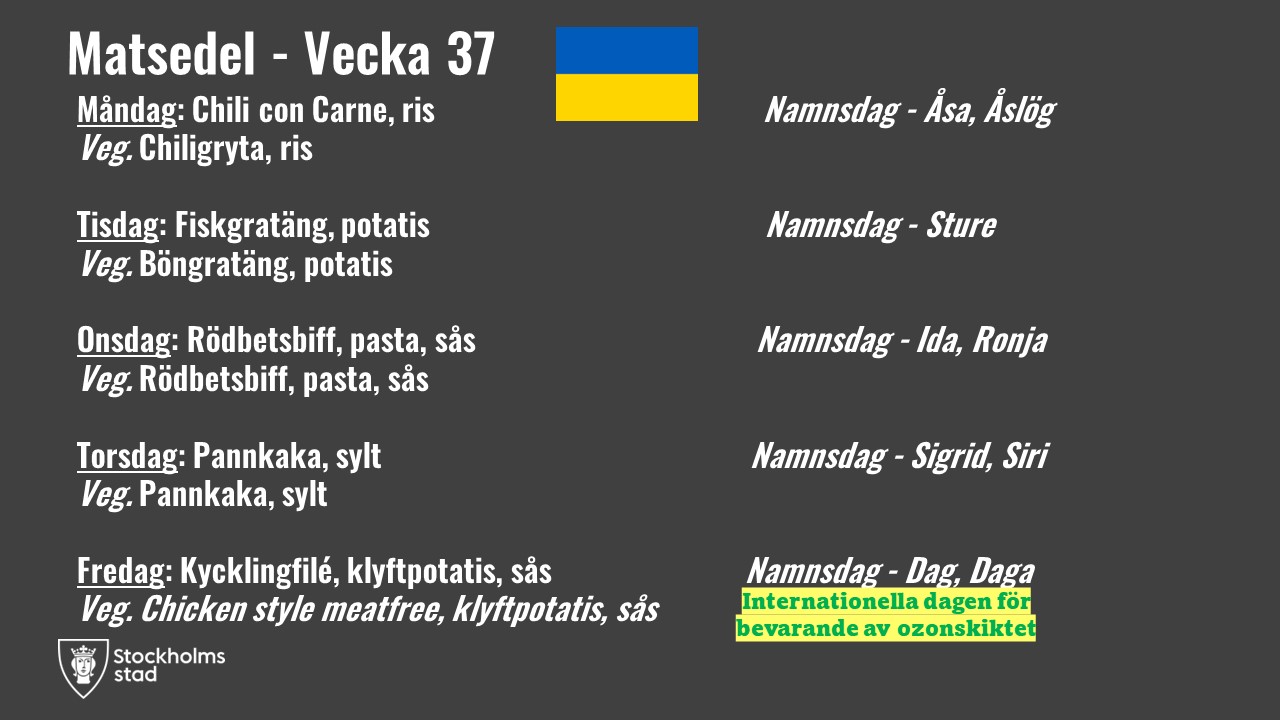 Matsedel - Vecka 37
Måndag: Chili con Carne, ris
Veg. Chiligryta, ris
Namnsdag - Åsa, Åslög
Tisdag: Fiskgratäng, potatis
Veg. Böngratäng, potatis
Namnsdag - Sture
Onsdag: Rödbetsbiff, pasta, sås
Veg. Rödbetsbiff, pasta, sås
Namnsdag - Ida, Ronja
Torsdag: Pannkaka, sylt
Veg. Pannkaka, sylt
Namnsdag - Sigrid, Siri
Fredag: Kycklingfilé, klyftpotatis, sås
Veg. Chicken style meatfree, klyftpotatis, sås
Namnsdag - Dag, Daga
Internationella dagen för
bevarande av ozonskiktet
Stockholms
stad